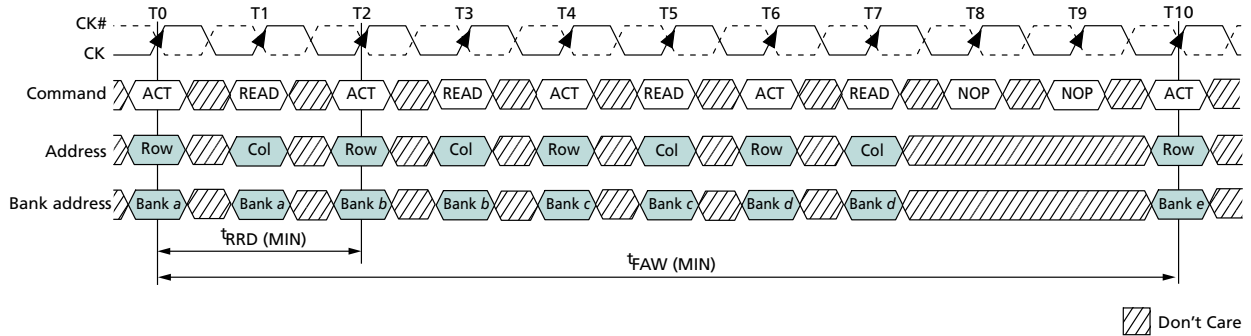 T0 T1 T2 T3 T4 T5 T6 T7 T8 T9 T10
CK#
CK
Command ACT READ ACT READ ACT READ ACT READ NOP NOP ACT
Address Row Col Row Col Row Col Row Col Row
Bank address Bank a Bank a Bank b Bank b Bank c Bank c Bank d Bank d Bank e
tRRD (MIN)
tFAW (MIN)
Don't Care